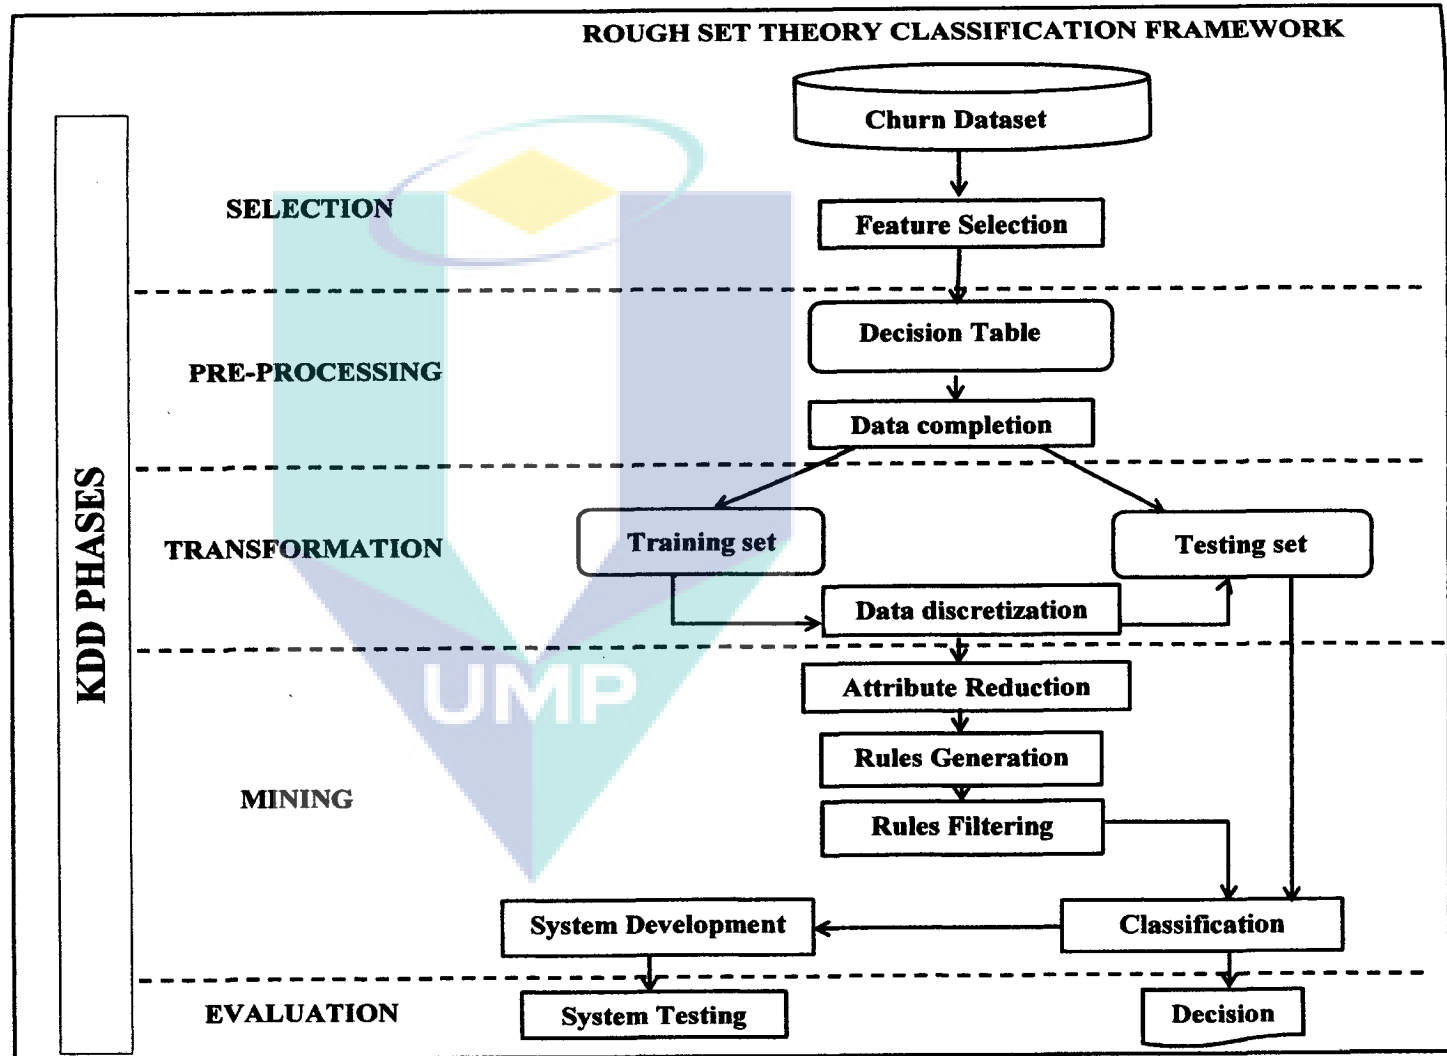 ROUGH SET THEORY CLASSIFICATION FRAMEWORK
Churn Dataset
SELECTION
Feature Selection
Decision Table
PRE-PROCESSING
Data completion
KDD PHASES
TRANSFORMATION
Training set
Testing set
Data discretization
UMP
Attribute Reduction
Rules Generation
MINING
Rules Filtering
System Development
Classification
EVALUATION
System Testing
Decision